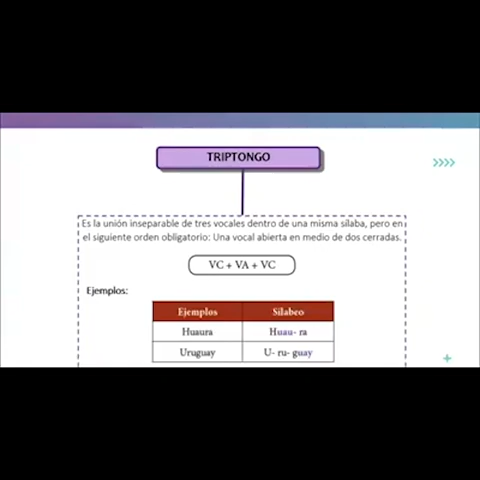 TRIPTONGO
Es la unión inseparable de tres vocales dentro de una misma sílaba, pero en
el siguiente orden obligatorio: Una vocal abierta en medio de dos cerradas.
VC + VA + VC
Ejemplos:
Ejemplos Silabeo
Huaura Huau- ra
Uruguay U- ru- guay